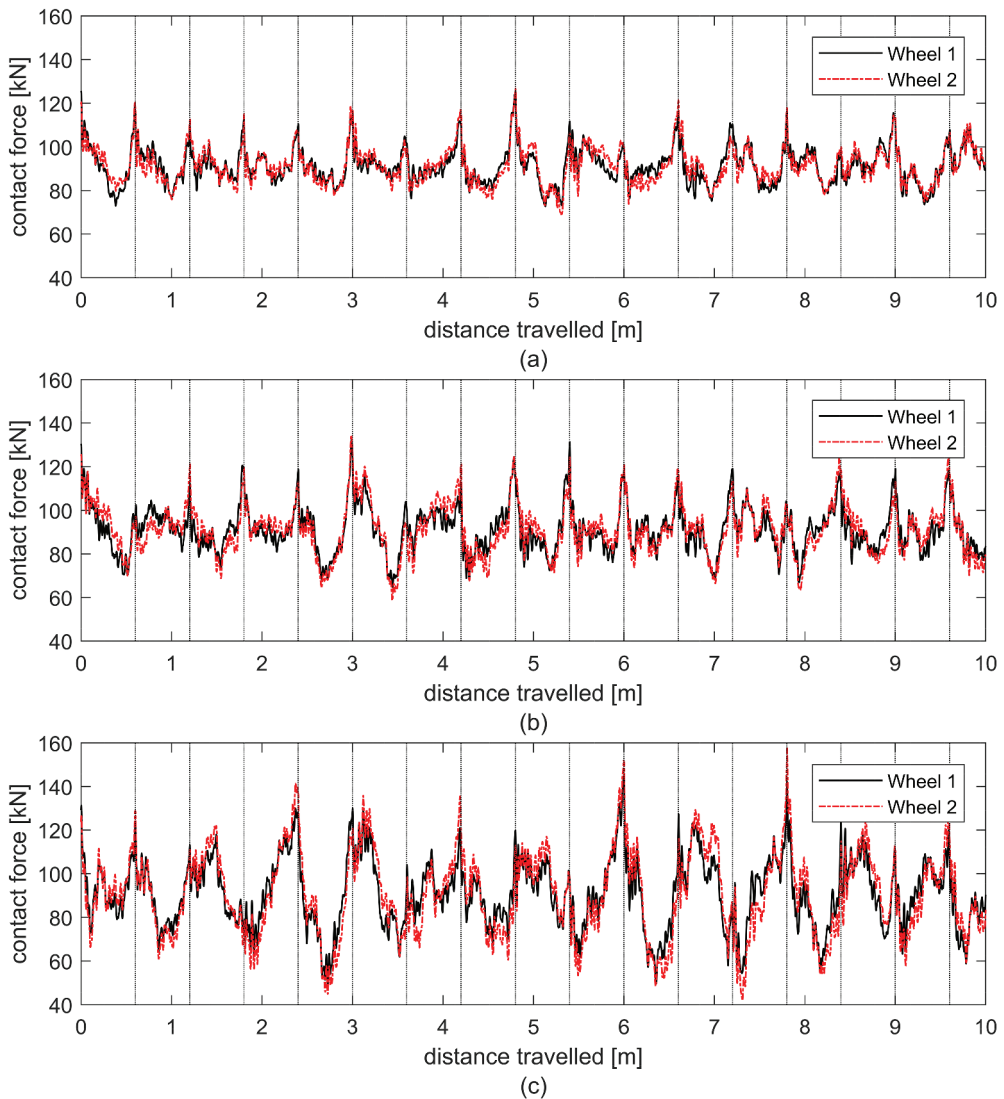 160
140
120
100
80
60
40
contact force [kN]
Wheel 1
Wheel 2
0 1 2 3 4 5 6 7 8 9 10
distance travelled [m]
(a)
160
140
120
100
80
60
40
contact force [kN]
Wheel 1
Wheel 2
0 1 2 3 4 5 6 7 8 9 10
distance travelled [m]
(b)
160
140
120
100
80
60
40
contact force [kN]
Wheel 1
Wheel 2
0 1 2 3 4 5 6 7 8 9 10
distance travelled [m]
(c)